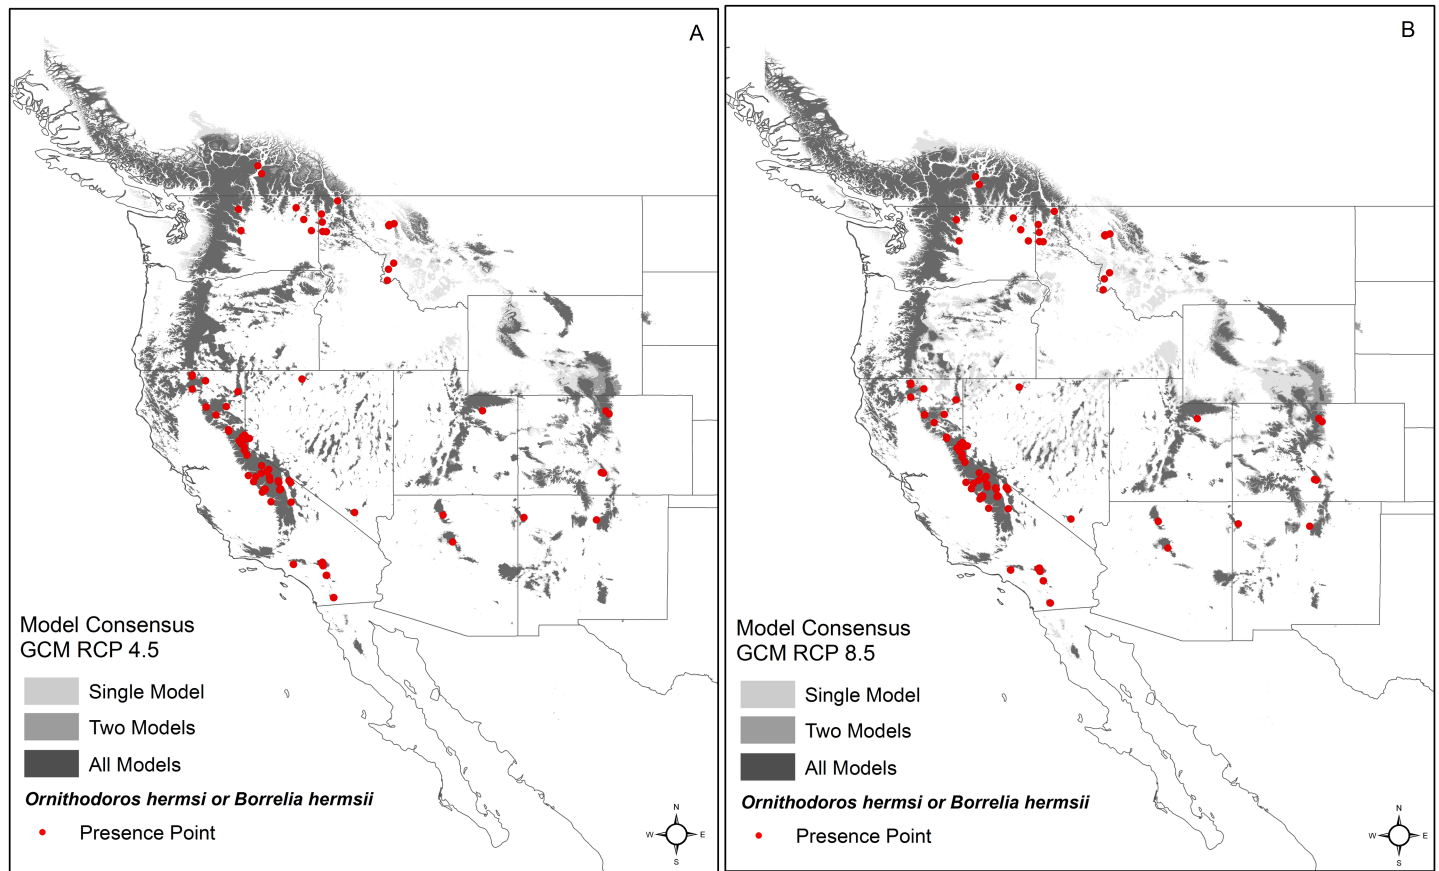 A
Model Consensus
GCM RCP 4.5
Single Model
Two Models
All Models
Ornithodoros hermsi or Borrelia hermsii
Presence Point
N
W E
S
B
Model Consensus
GCM RCP 8.5
Single Model
Two Models
All Models
Ornithodoros hermsi or Borrelia hermsii
Presence Point
N
W E
S